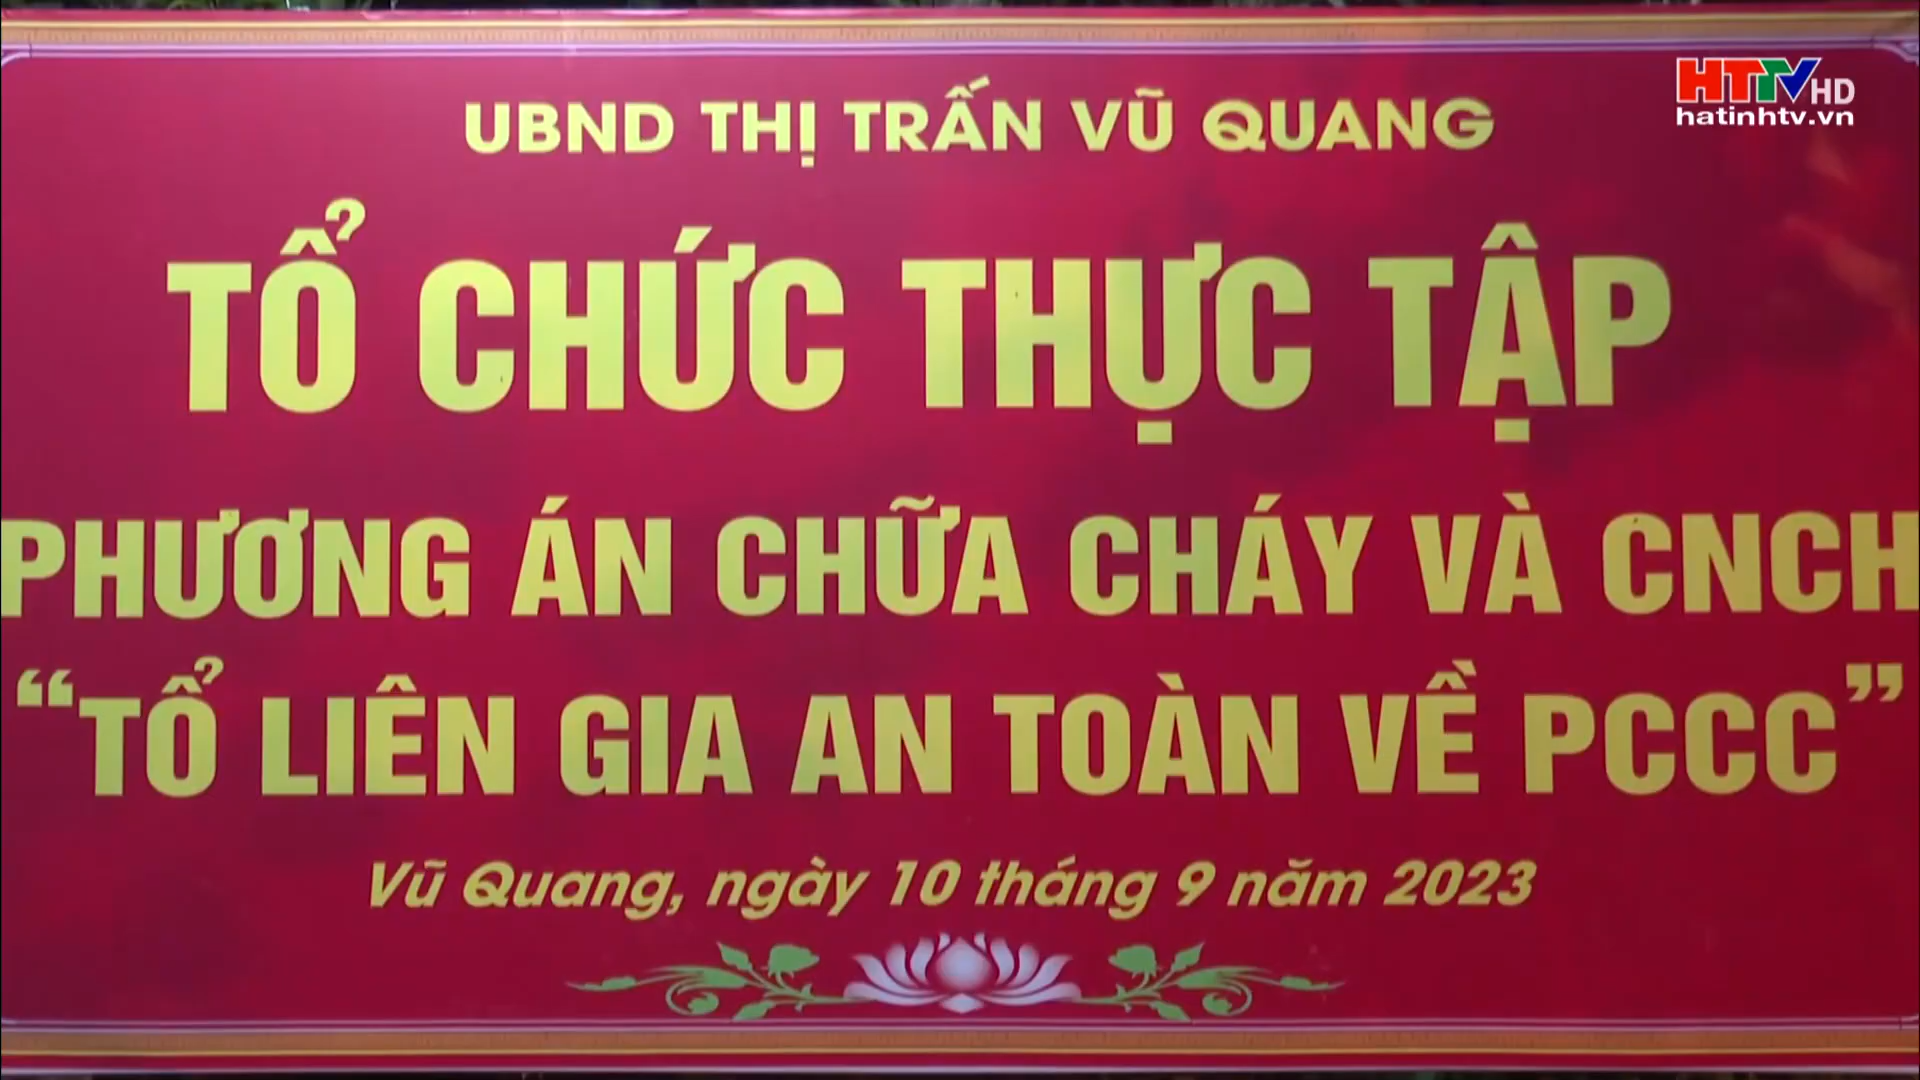 HTTV HD
hatinhtv.vn
UBND THỊ TRẤN VŨ QUANG
TỔ CHỨC THỰC TẬP
PHƯƠNG ÁN CHỮA CHÁY VÀ CNCH
“TỔ LIÊN GIA AN TOÀN VỀ PCCC”
Vũ Quang, ngày 10 tháng 9 năm 2023